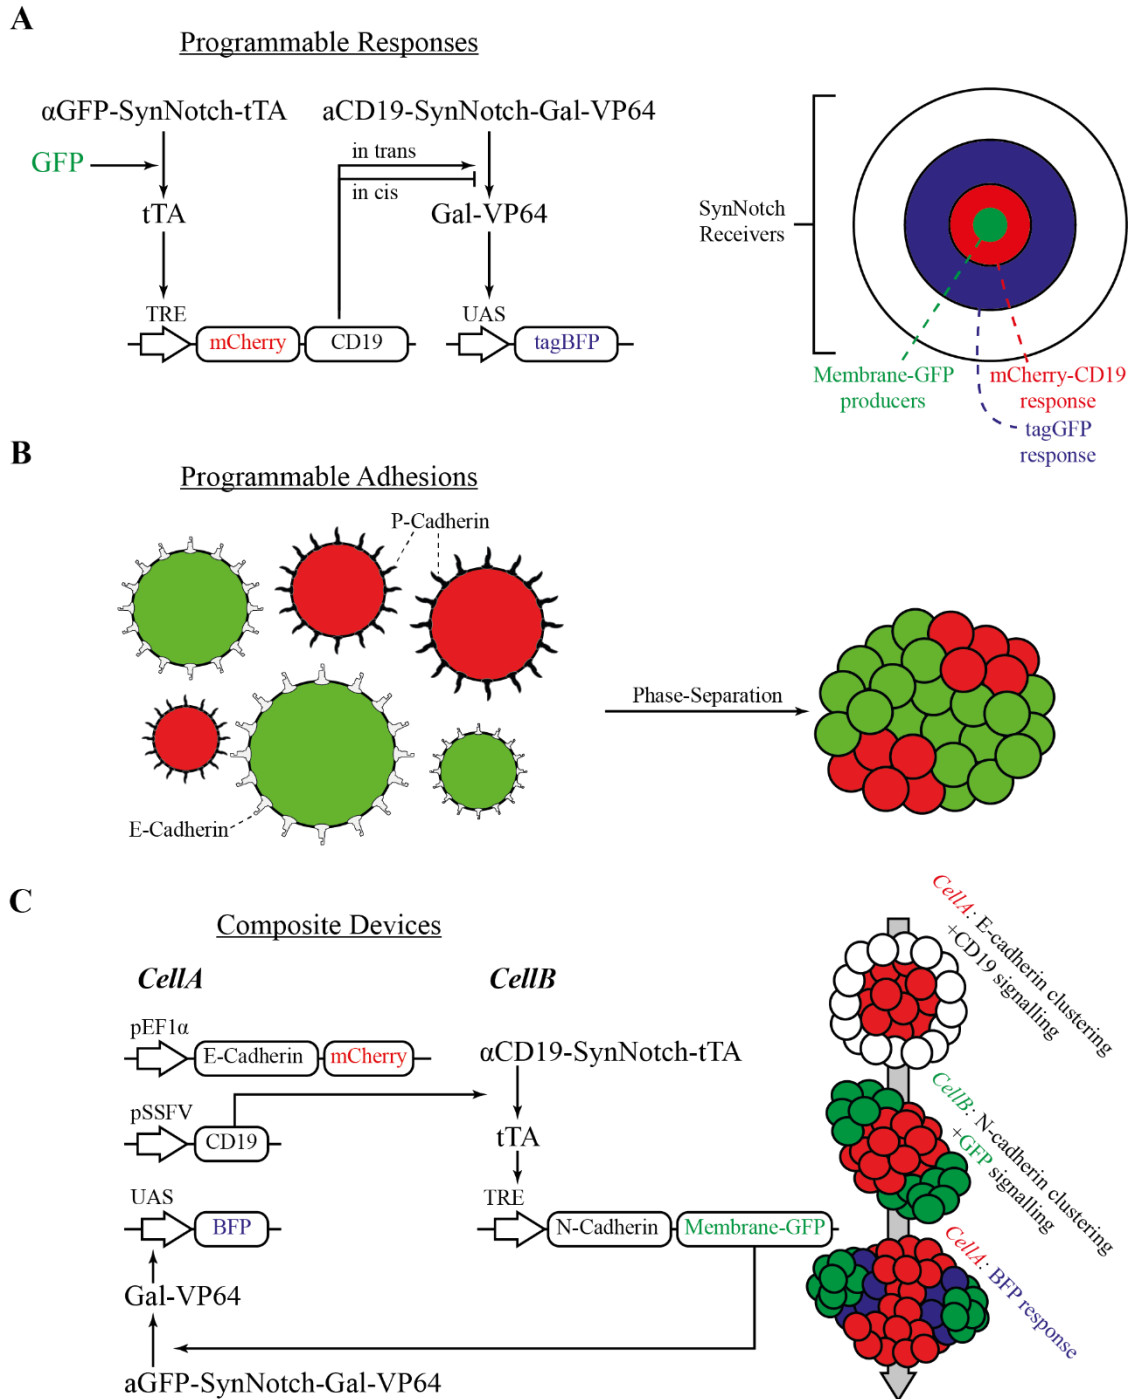 A
Programmable Responses
αGFP-SynNotch-tTA
aCD19-SynNotch-Gal-VP64
GFP
in trans
in cis
tTA
Gal-VP64
TRE
mCherry
CD19
UAS
tagBFP
SynNotch
Receivers
Membrane-GFP
producers
mCherry-CD19
response
tagGFP
response
B
Programmable Adhesions
P-Cadherin
E-Cadherin
Phase-Separation
C
Composite Devices
CellA
CellB
pEF1α
E-Cadherin
mCherry
αCD19-SynNotch-tTA
pSSFV
CD19
tTA
UAS
BFP
TRE
N-Cadherin
Membrane-GFP
Gal-VP64
aGFP-SynNotch-Gal-VP64
CellA: E-cadherin clustering
+CD19 signalling
CellB: N-cadherin clustering
+GFP signalling
CellA: BFP response